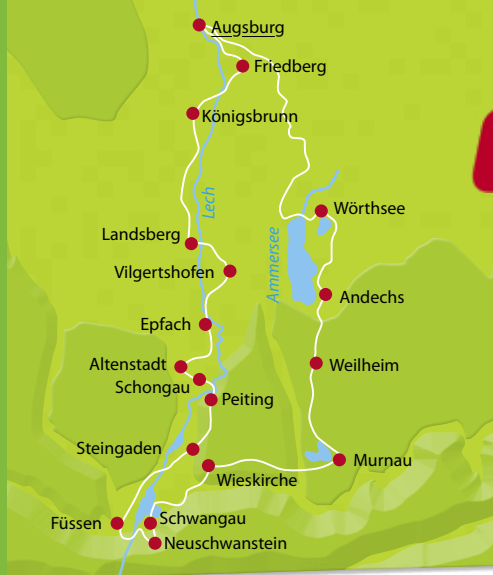 Augsburg
Friedberg
Königsbrunn
Lech
Wörthsee
Landsberg
Ammersee
Vilgertshofen
Andechs
Epfach
Altenstadt
Weilheim
Schongau
Peiting
Steingaden
Murnau
Wieskirche
Füssen
Schwangau
Neuschwanstein